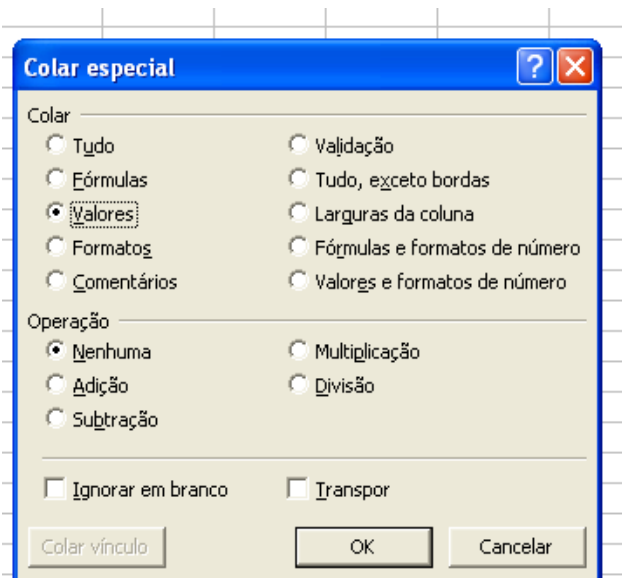 Colar especial
Colar
Tudo Validação
Fórmulas Tudo, exceto bordas
Valores Larguras da coluna
Formatos Fórmulas e formatos de número
Comentários Valores e formatos de número
Operação
Nenhuma Multiplicação
Adição Divisão
Subtração
Ignorar em branco Transpor
Colar vínculo OK Cancelar